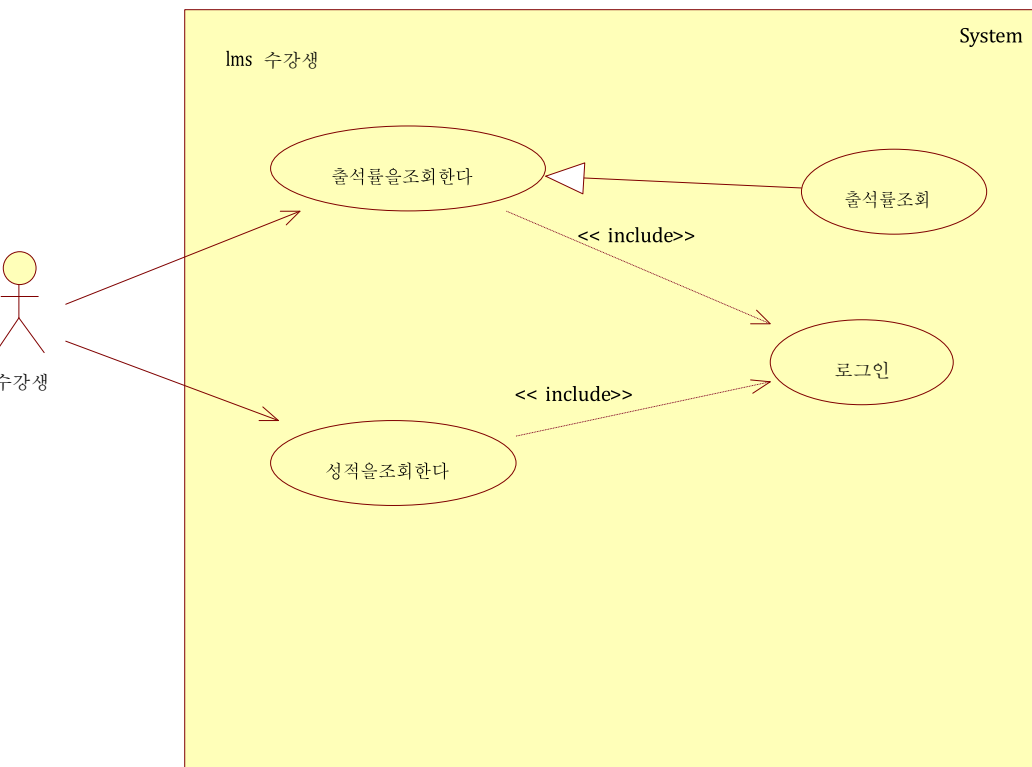 System
lms 수강생
출석률을조회한다
출석률조회
<< include>>
로그인
<< include>>
수강생
성적을조회한다